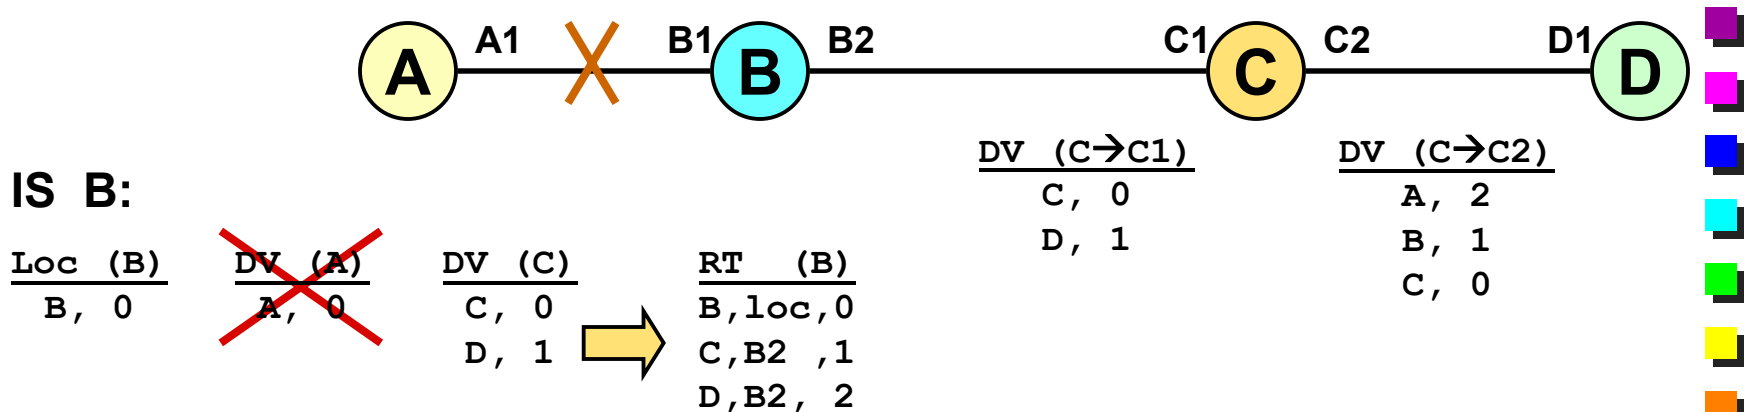 A A1 B1 B B2 C1 C C2 D1 D
DV (C→C1) DV (C→C2)
C, 0 A, 2
D, 1 B, 1
C, 0
IS B:
Loc (B) DV (A) DV (C) RT (B)
B, 0 A, 0 C, 0 B,loc,0
D, 1 C,B2 ,1
D,B2, 2